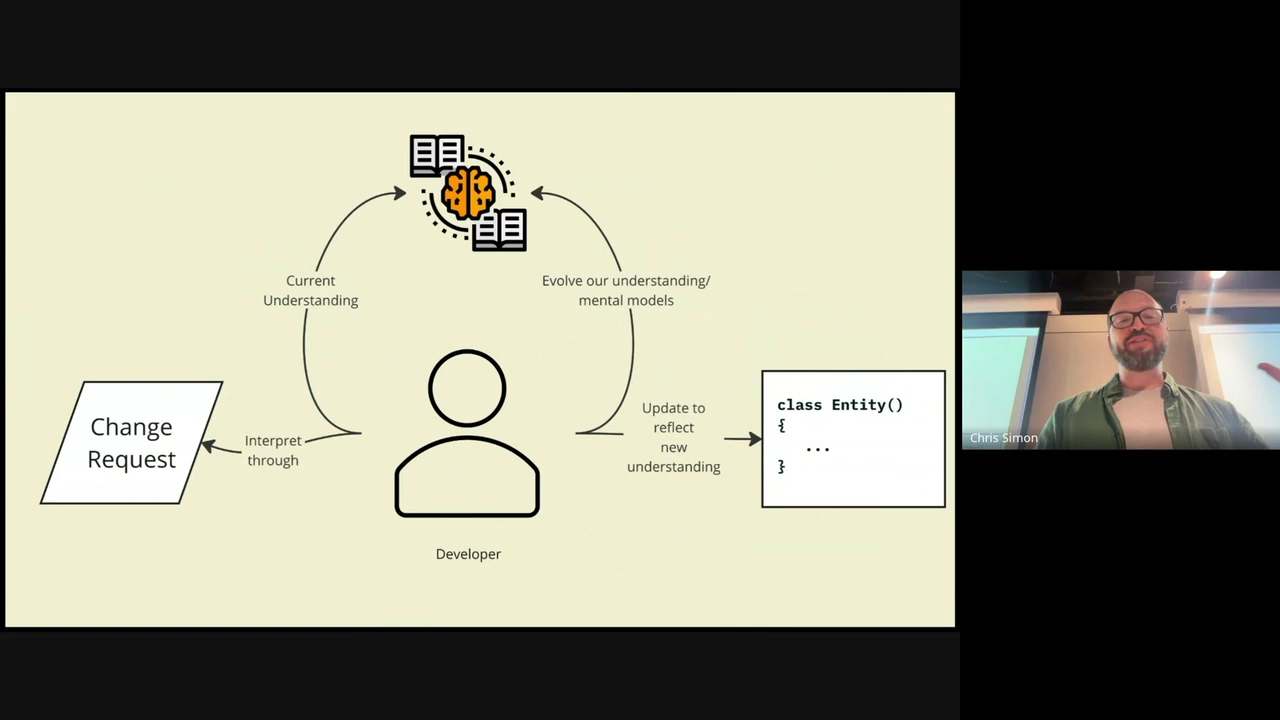 Current
Understanding
Evolve our understanding/
mental models
Change
Request
Interpret
through
Update to
reflect
new
understanding
class Entity()
{
...
}
Developer
Chris Simon